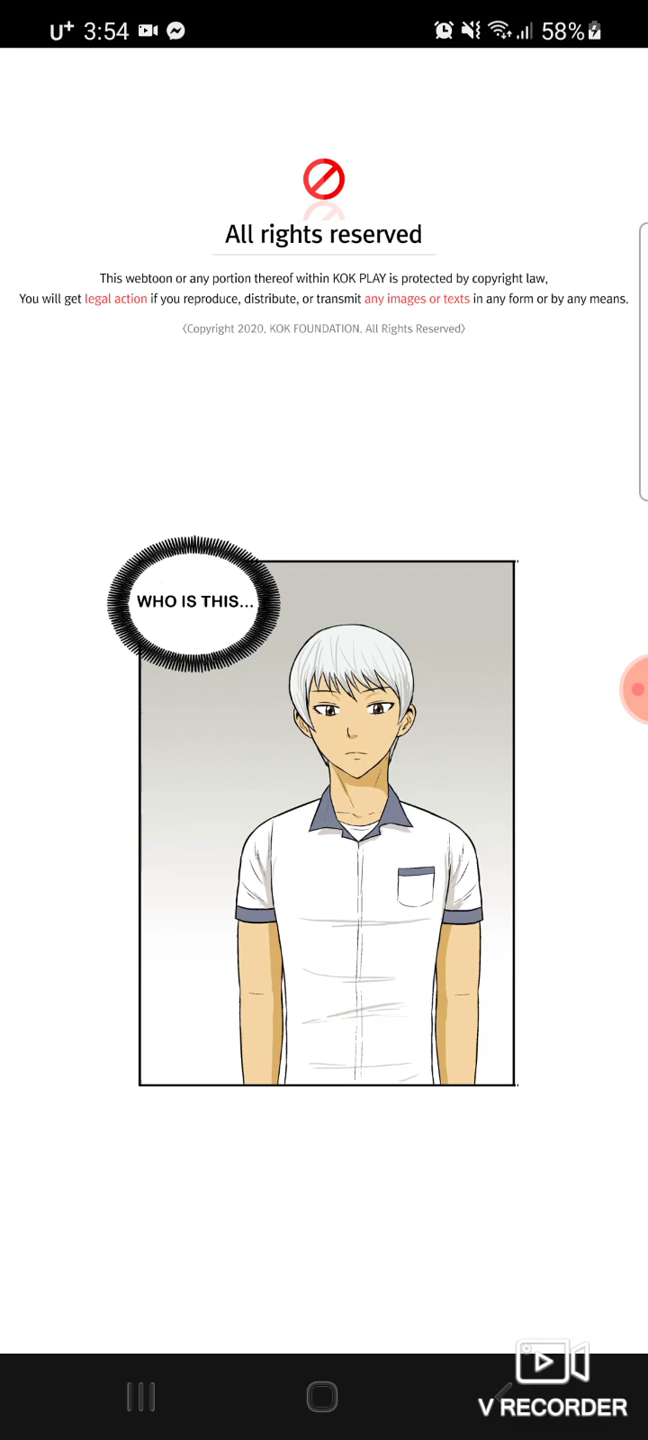 U+ 3:54 58%
All rights reserved
This webtoon or any portion thereof within KOK PLAY is protected by copyright law,
You will get legal action if you reproduce, distribute, or transmit any images or texts in any form or by any means.
<Copyright 2020, KOK FOUNDATION, All Rights Reserved>
WHO IS THIS...
V RECORDER